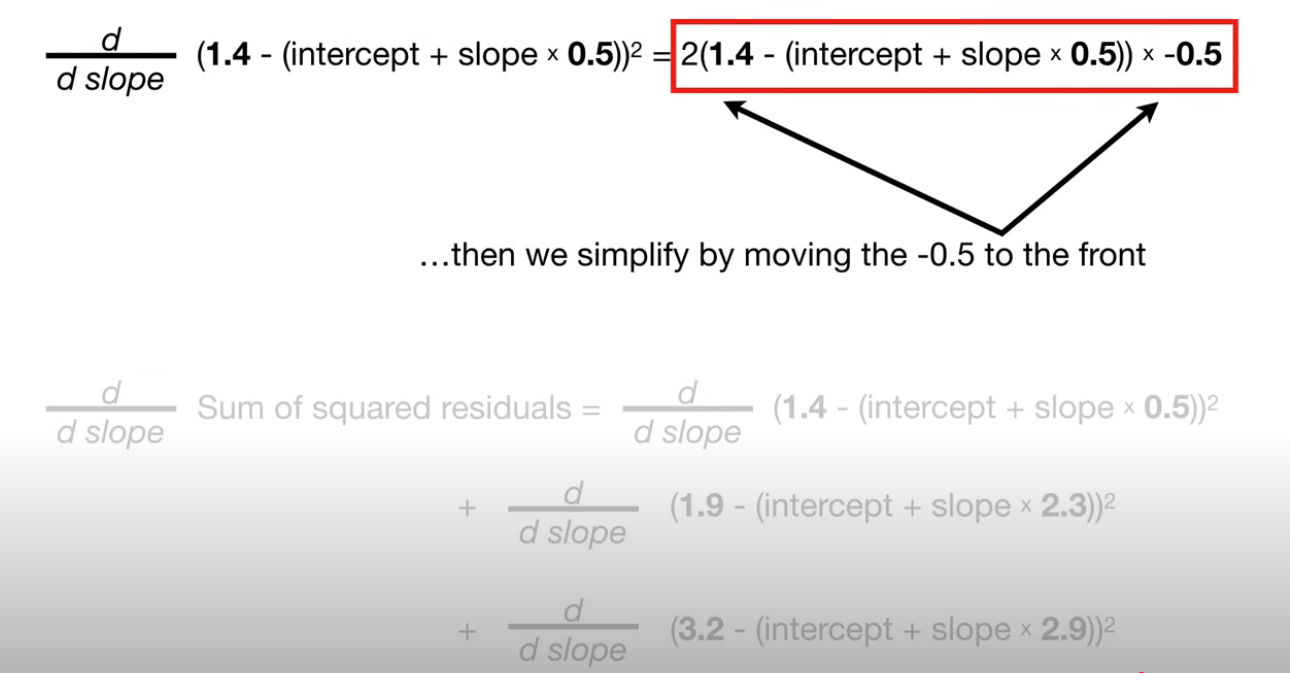 d
d slope (1.4 - (intercept + slope × 0.5))² = 2(1.4 - (intercept + slope × 0.5)) × -0.5
…then we simplify by moving the -0.5 to the front
d
d slope Sum of squared residuals = d
d slope (1.4 - (intercept + slope × 0.5))²
+ d
d slope (1.9 - (intercept + slope × 2.3))²
+ d
d slope (3.2 - (intercept + slope × 2.9))²